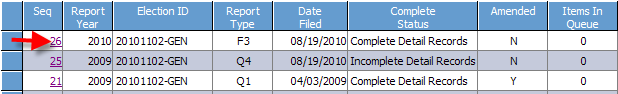 Seq Report Year Election ID Report Type Date Filed Complete Status Amended Items In Queue
26 2010 20101102-GEN F3 08/19/2010 Complete Detail Records N 0
25 2009 20101102-GEN Q4 08/19/2010 Incomplete Detail Records N 0
21 2009 20101102-GEN Q1 04/03/2009 Complete Detail Records Y 0